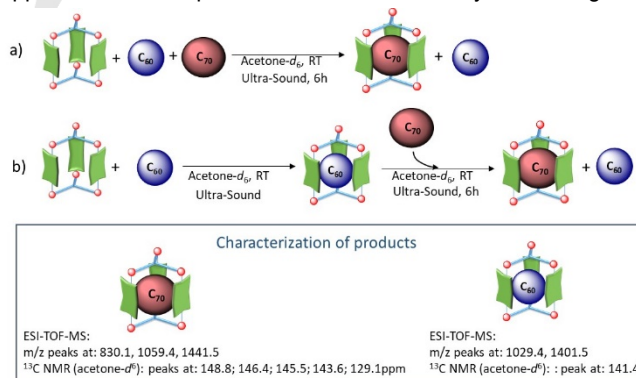 a) + C60 + C70 Acetone-d6, RT C70 + C60
Ultra-Sound, 6h
C70
b) + C60 Acetone-d6, RT C60 Acetone-d6, RT C70 + C60
Ultra-Sound Ultra-Sound, 6h
Characterization of products
C70 C60
ESI-TOF-MS: ESI-TOF-MS:
m/z peaks at: 830.1, 1059.4, 1441.5 m/z peaks at: 1029.4, 1401.5
13C NMR (acetone-d6): peaks at: 148.8; 146.4; 145.5; 143.6; 129.1ppm 13C NMR (acetone-d6): : peak at: 141.4